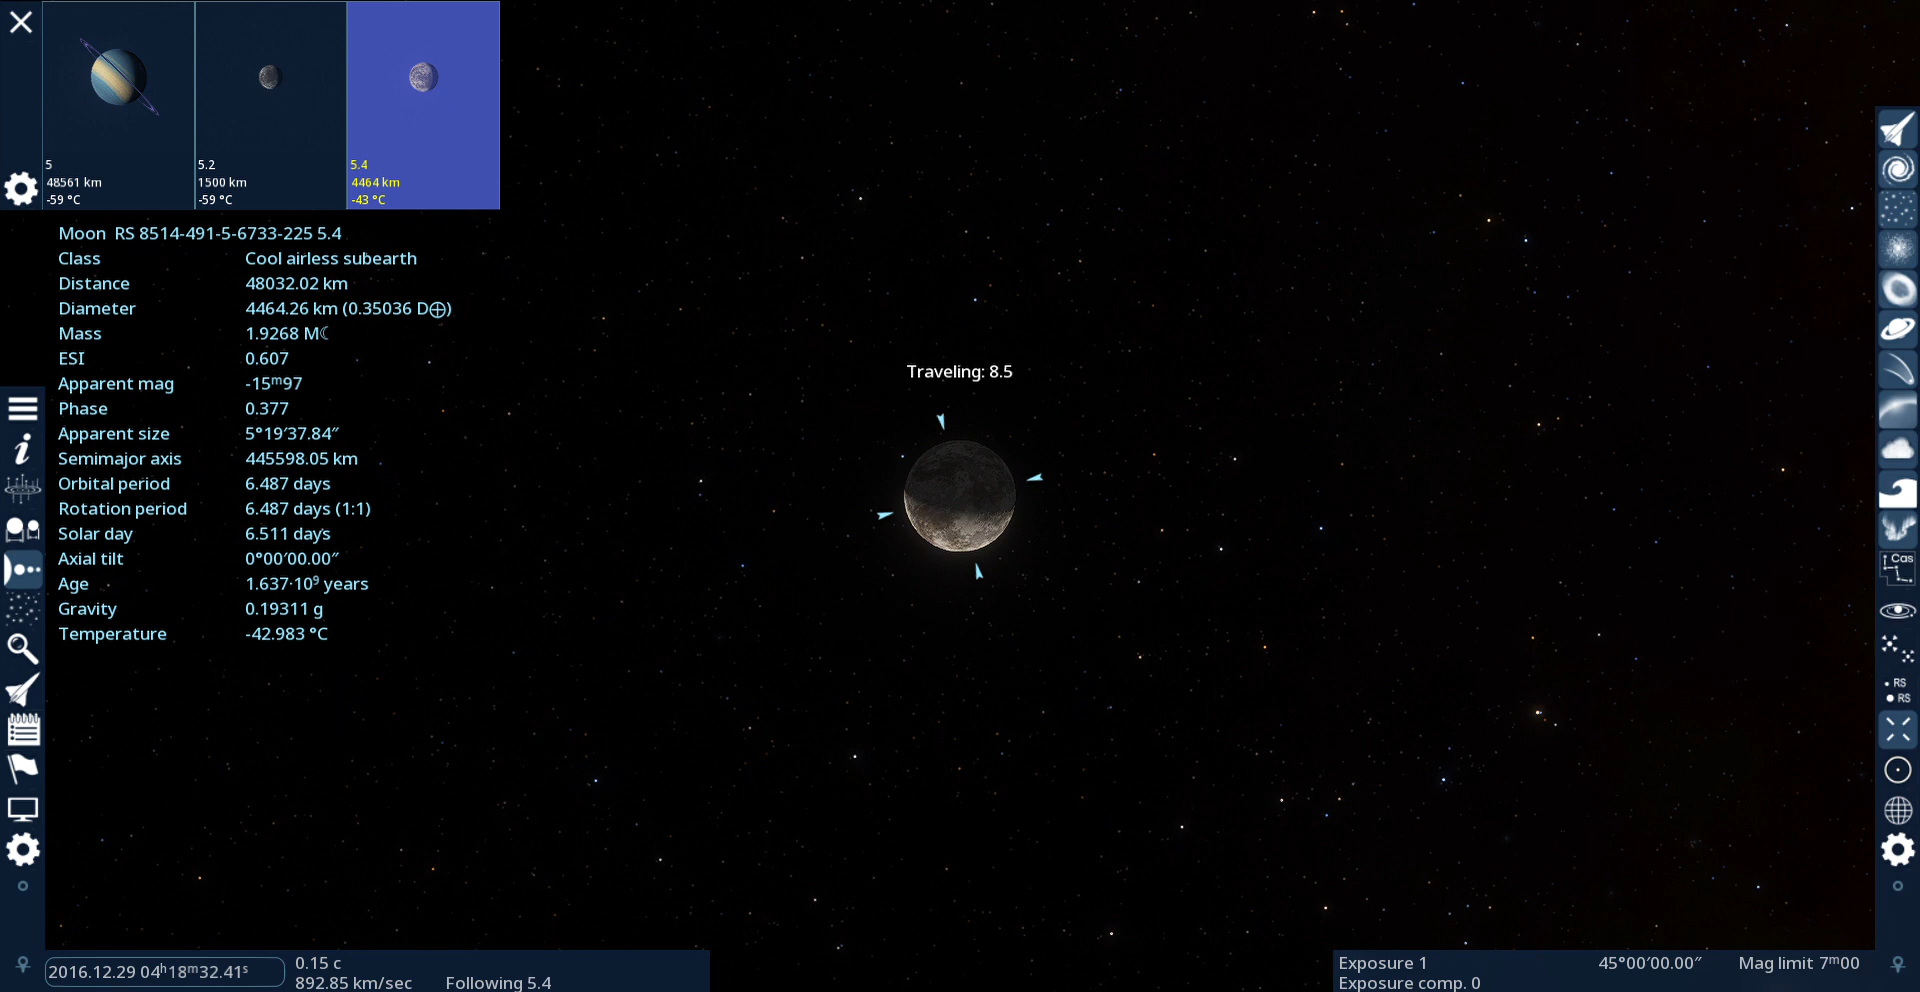 5
48561 km
-59 °C
5.2
1500 km
-59 °C
5.4
4464 km
-43 °C
Moon RS 8514-491-5-6733-225 5.4
Class Cool airless subearth
Distance 48032.02 km
Diameter 4464.26 km (0.35036 D⊕)
Mass 1.9268 M☾
ESI 0.607
Apparent mag -15ᵐ97
Phase 0.377
Apparent size 5°19′37.84″
Semimajor axis 445598.05 km
Orbital period 6.487 days
Rotation period 6.487 days (1:1)
Solar day 6.511 days
Axial tilt 0°00′00.00″
Age 1.637·10⁹ years
Gravity 0.19311 g
Temperature -42.983 °C
Traveling: 8.5
Cas
RS
RS
2016.12.29 04ʰ18ᵐ32.41ˢ
0.15 c
892.85 km/sec Following 5.4
Exposure 1 45°00′00.00″ Mag limit 7ᵐ00
Exposure comp. 0